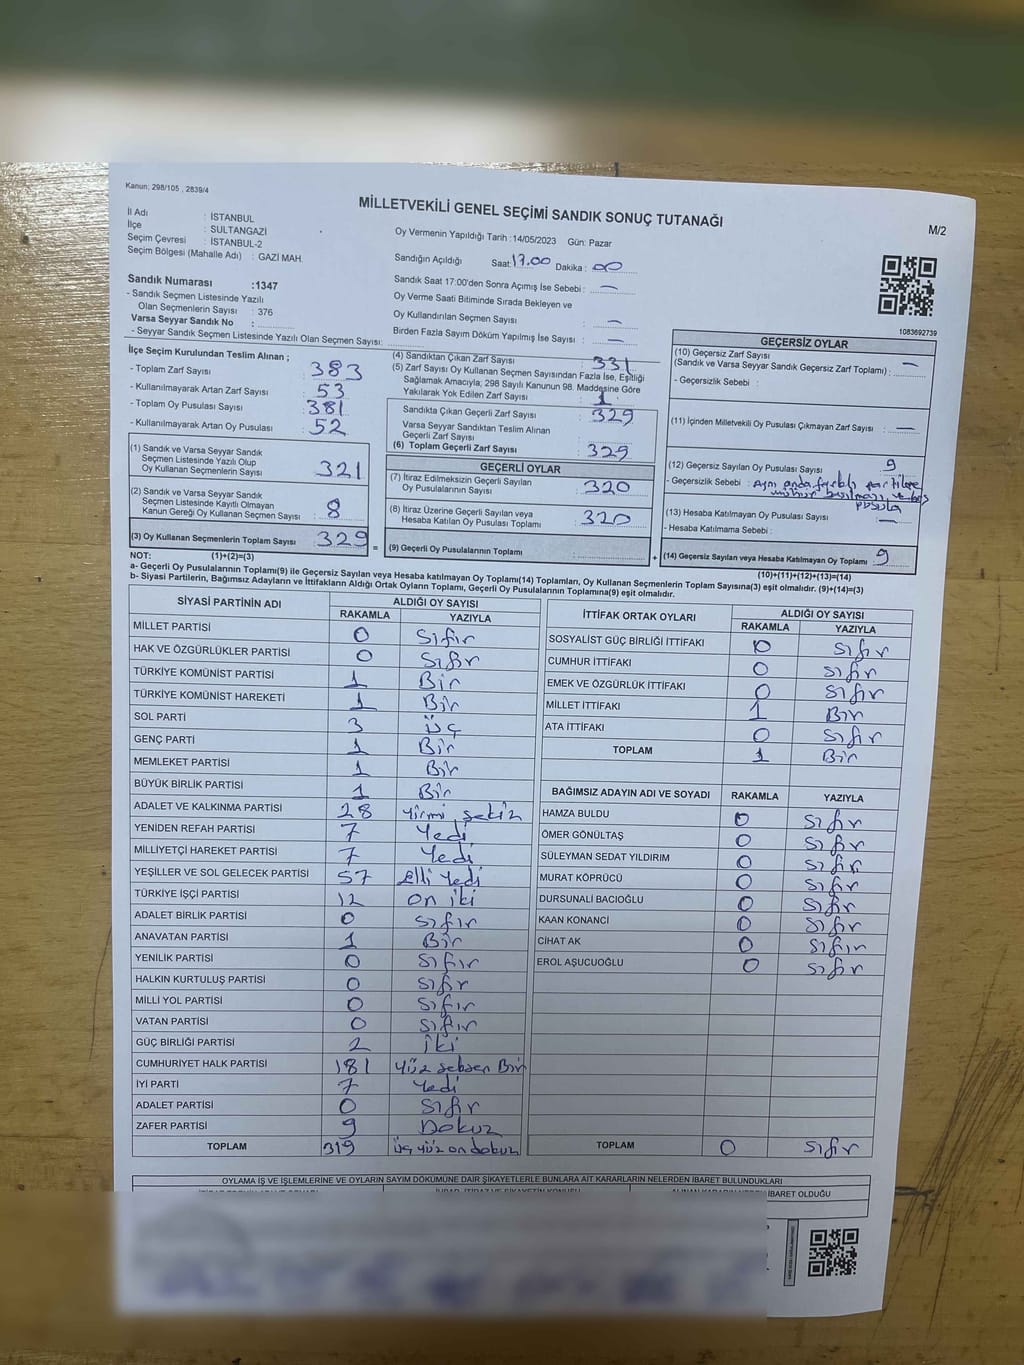 Kanun; 298/105 , 2839/4
MİLLETVEKİLİ GENEL SEÇİMİ SANDIK SONUÇ TUTANAĞI
M/2
İl Adı : İSTANBUL
İlçe : SULTANGAZİ
Seçim Çevresi : İSTANBUL-2
Seçim Bölgesi (Mahalle Adı) : GAZİ MAH.
Oy Vermenin Yapıldığı Tarih :14/05/2023 Gün: Pazar
Sandığın Açıldığı Saat: 17.00 Dakika : 00
Sandık Saat 17:00'den Sonra Açımış İse Sebebi : —
Oy Verme Saati Bitiminde Sırada Bekleyen ve
Oy Kullandırılan Seçmen Sayısı : —
Birden Fazla Sayım Döküm Yapılmış İse Sayısı : —
1083692739
Sandık Numarası :1347
- Sandık Seçmen Listesinde Yazılı
Olan Seçmenlerin Sayısı : 376
Varsa Seyyar Sandık No :
- Seyyar Sandık Seçmen Listesinde Yazılı Olan Seçmen Sayısı:
İlçe Seçim Kurulundan Teslim Alınan ;
- Toplam Zarf Sayısı : 383
- Kullanılmayarak Artan Zarf Sayısı : 53
- Toplam Oy Pusulası Sayısı : 381
- Kullanılmayarak Artan Oy Pusulası : 52
(1) Sandık ve Varsa Seyyar Sandık
Seçmen Listesinde Yazılı Olup
Oy Kullanan Seçmenlerin Sayısı : 321
(2) Sandık ve Varsa Seyyar Sandık
Seçmen Listesinde Kayıtlı Olmayan
Kanun Gereği Oy Kullanan Seçmen Sayısı : 8
(3) Oy Kullanan Seçmenlerin Toplam Sayısı : 329
(4) Sandıktan Çıkan Zarf Sayısı : 331
(5) Zarf Sayısı Oy Kullanan Seçmen Sayısından Fazla İse, Eşitliği
Sağlamak Amacıyla; 298 Sayılı Kanunun 98. Maddesine Göre
Yakılarak Yok Edilen Zarf Sayısı : 1
Sandıkta Çıkan Geçerli Zarf Sayısı : 329
Varsa Seyyar Sandıktan Teslim Alınan
Geçerli Zarf Sayısı :
(6) Toplam Geçerli Zarf Sayısı : 329
GEÇERLİ OYLAR
(7) İtiraz Edilmeksizin Geçerli Sayılan
Oy Pusulalarının Sayısı : 320
(8) İtiraz Üzerine Geçerli Sayılan veya
Hesaba Katılan Oy Pusulası Toplamı : 320
= (9) Geçerli Oy Pusulalarının Toplamı :
GEÇERSİZ OYLAR
(10) Geçersiz Zarf Sayısı
(Sandık ve Varsa Seyyar Sandık Geçersiz Zarf Toplamı) : —
- Geçersizlik Sebebi :
(11) İçinden Milletvekili Oy Pusulası Çıkmayan Zarf Sayısı : —
(12) Geçersiz Sayılan Oy Pusulası Sayısı : 9
- Geçersizlik Sebebi : aynı anda farklı partilere
mühür basılması ve boş
pusula
(13) Hesaba Katılmayan Oy Pusulası Sayısı : —
- Hesaba Katılmama Sebebi :
+ (14) Geçersiz Sayılan veya Hesaba Katılmayan Oy Toplamı : 9
NOT: (1)+(2)=(3)
(10)+(11)+(12)+(13)=(14)
a- Geçerli Oy Pusulalarının Toplamı(9) ile Geçersiz Sayılan veya Hesaba katılmayan Oy Toplamı(14) Toplamları, Oy Kullanan Seçmenlerin Toplam Sayısına(3) eşit olmalıdır. (9)+(14)=(3)
b- Siyasi Partilerin, Bağımsız Adayların ve İttifakların Aldığı Ortak Oyların Toplamı, Geçerli Oy Pusulalarının Toplamına(9) eşit olmalıdır.
SİYASİ PARTİNİN ADI ALDIĞI OY SAYISI
RAKAMLA YAZIYLA
MİLLET PARTİSİ 0 Sıfır
HAK VE ÖZGÜRLÜKLER PARTİSİ 0 Sıfır
TÜRKİYE KOMÜNİST PARTİSİ 1 Bir
TÜRKİYE KOMÜNİST HAREKETİ 1 Bir
SOL PARTİ 3 üç
GENÇ PARTİ 1 Bir
MEMLEKET PARTİSİ 1 Bir
BÜYÜK BİRLİK PARTİSİ 1 Bir
ADALET VE KALKINMA PARTİSİ 28 Yirmi sekiz
YENİDEN REFAH PARTİSİ 7 Yedi
MİLLİYETÇİ HAREKET PARTİSİ 7 Yedi
YEŞİLLER VE SOL GELECEK PARTİSİ 57 Elli Yedi
TÜRKİYE İŞÇİ PARTİSİ 12 on iki
ADALET BİRLİK PARTİSİ 0 Sıfır
ANAVATAN PARTİSİ 1 Bir
YENİLİK PARTİSİ 0 Sıfır
HALKIN KURTULUŞ PARTİSİ 0 Sıfır
MİLLİ YOL PARTİSİ 0 Sıfır
VATAN PARTİSİ 0 Sıfır
GÜÇ BİRLİĞİ PARTİSİ 2 iki
CUMHURİYET HALK PARTİSİ 181 Yüz seksen Bir
İYİ PARTİ 7 Yedi
ADALET PARTİSİ 0 Sıfır
ZAFER PARTİSİ 9 Dokuz
TOPLAM 319 üç yüz on dokuz
İTTİFAK ORTAK OYLARI ALDIĞI OY SAYISI
RAKAMLA YAZIYLA
SOSYALİST GÜÇ BİRLİĞİ İTTİFAKI 0 Sıfır
CUMHUR İTTİFAKI 0 Sıfır
EMEK VE ÖZGÜRLÜK İTTİFAKI 0 Sıfır
MİLLET İTTİFAKI 1 Bir
ATA İTTİFAKI 0 Sıfır
TOPLAM 1 Bir
BAĞIMSIZ ADAYIN ADI VE SOYADI RAKAMLA YAZIYLA
HAMZA BULDU 0 Sıfır
ÖMER GÖNÜLTAŞ 0 Sıfır
SÜLEYMAN SEDAT YILDIRIM 0 Sıfır
MURAT KÖPRÜCÜ 0 Sıfır
DURSUNALİ BACIOĞLU 0 Sıfır
KAAN KONANCİ 0 Sıfır
CİHAT AK 0 Sıfır
EROL AŞUCUOĞLU 0 Sıfır
TOPLAM 0 Sıfır
OYLAMA İŞ VE İŞLEMLERİNE VE OYLARIN SAYIM DÖKÜMÜNE DAİR ŞİKAYETLERLE BUNLARA AİT KARARLARIN NELERDEN İBARET BULUNDUKLARI
İBARET OLDUĞU